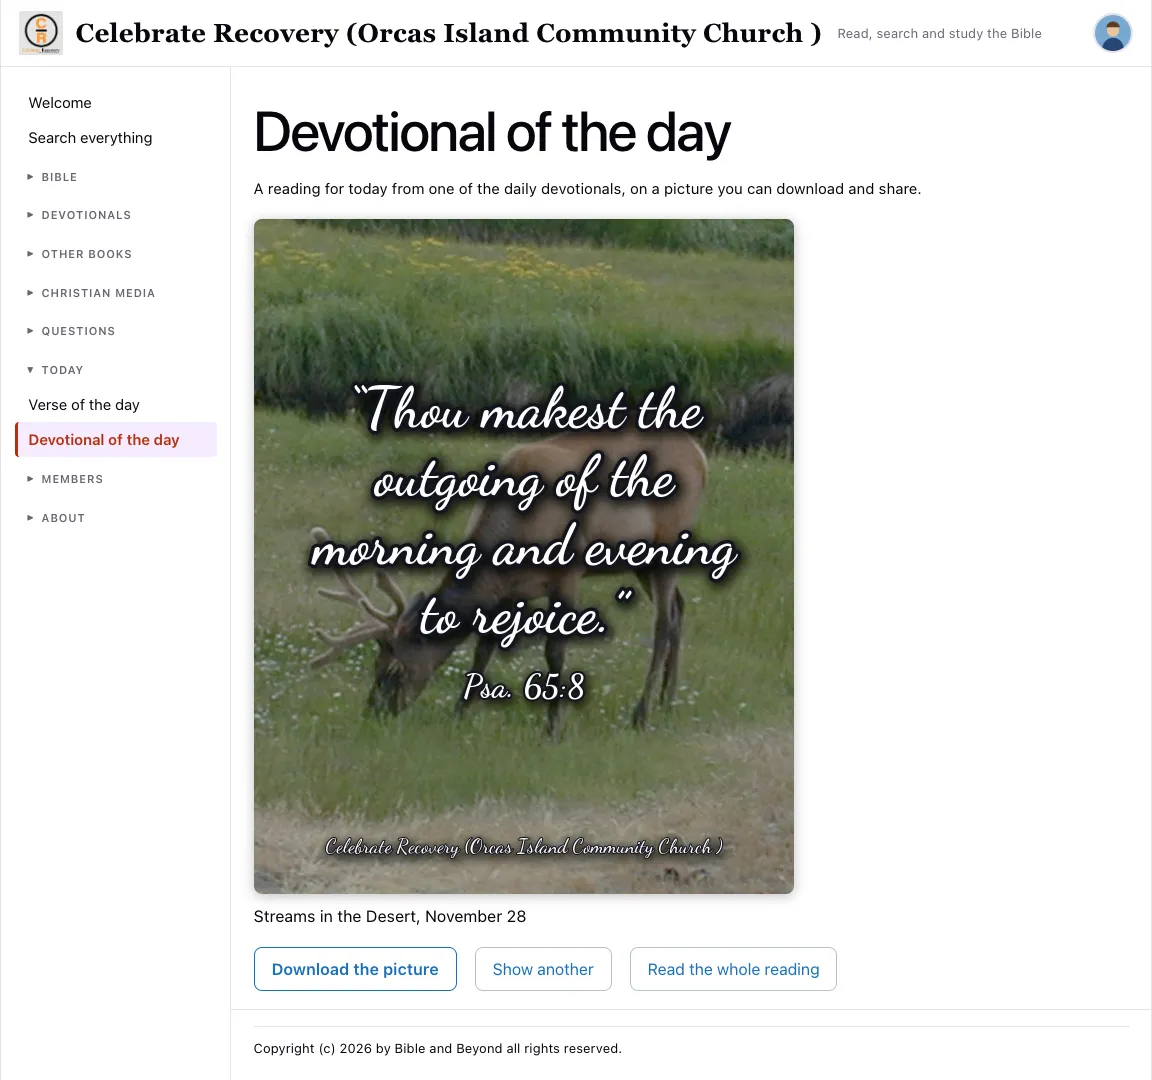 Celebrate Recovery (Orcas Island Community Church )
Read, search and study the Bible
Welcome
Search everything
BIBLE
DEVOTIONALS
OTHER BOOKS
CHRISTIAN MEDIA
QUESTIONS
TODAY
Verse of the day
Devotional of the day
MEMBERS
ABOUT
Devotional of the day
A reading for today from one of the daily devotionals, on a picture you can download and share.
“Thou makest the
outgoing of the
morning and evening
to rejoice.”
Psa. 65:8
Celebrate Recovery (Orcas Island Community Church )
Streams in the Desert, November 28
Download the picture
Show another
Read the whole reading
Copyright (c) 2026 by Bible and Beyond all rights reserved.